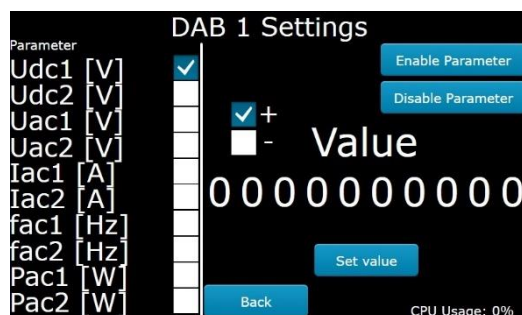 DAB 1 Settings
Parameter
Udc1 [V]
Udc2 [V]
Uac1 [V]
Uac2 [V]
Iac1 [A]
Iac2 [A]
fac1 [Hz]
fac2 [Hz]
Pac1 [W]
Pac2 [W]
Enable Parameter
Disable Parameter
+
-
Value
0000000000
Set value
Back
CPU Usage: 0%